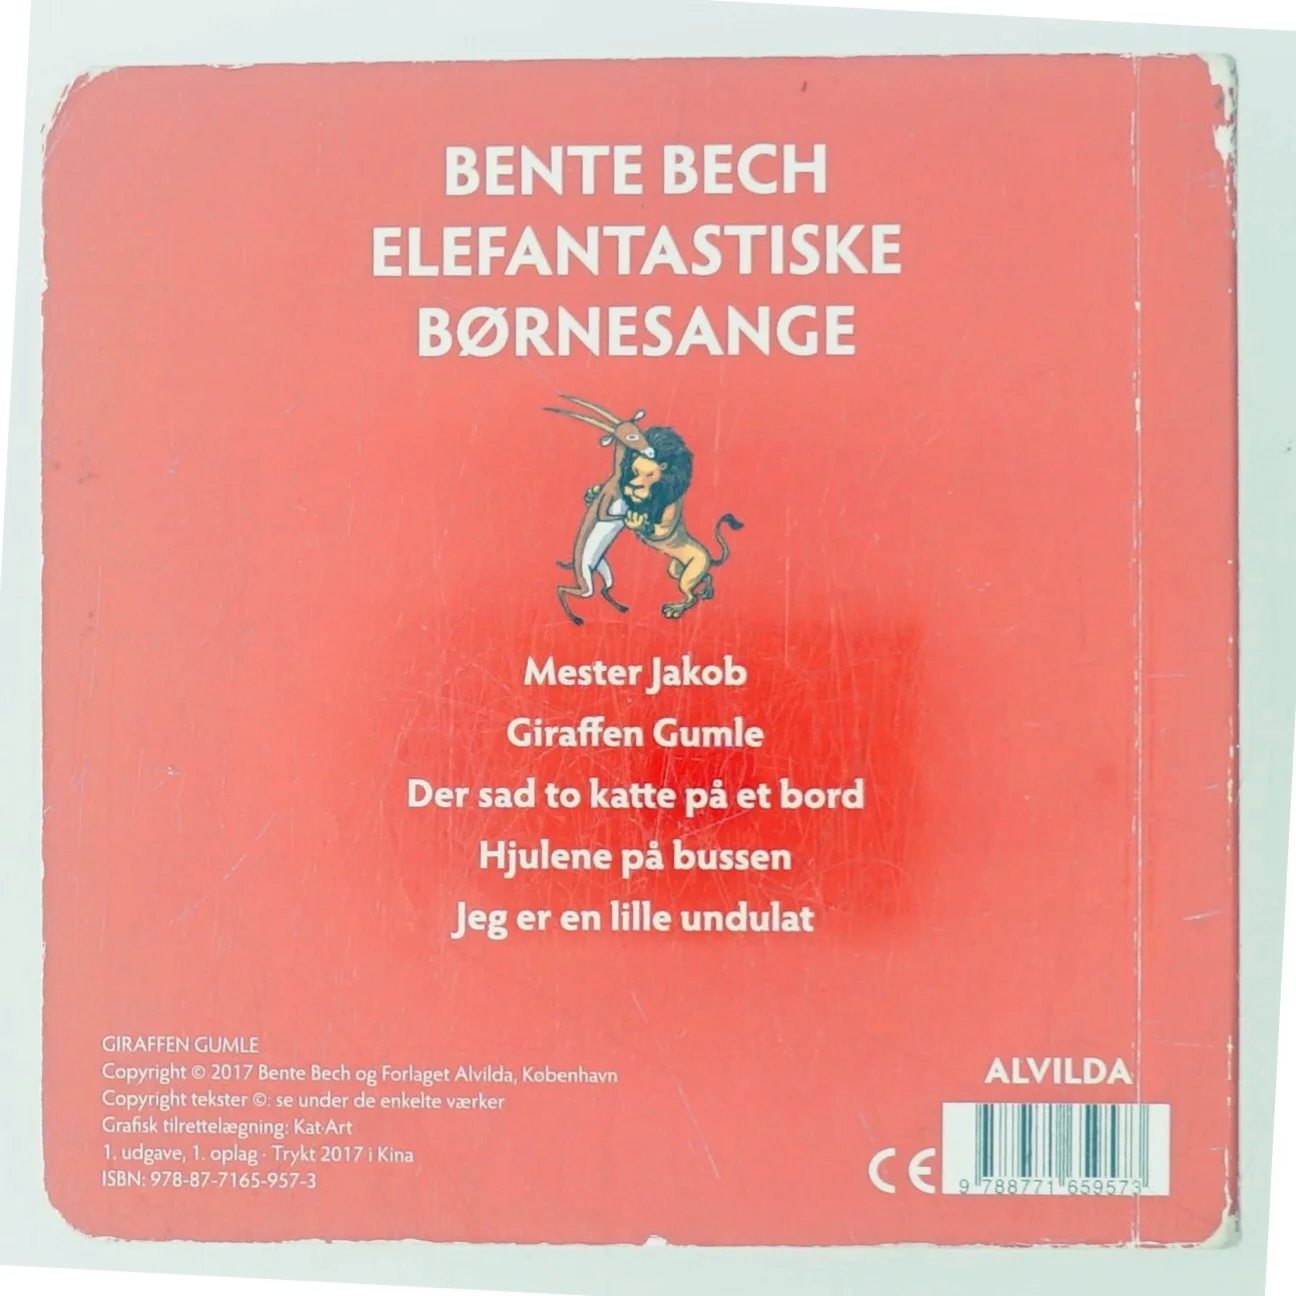 BENTE BECH
ELEFANTASTISKE
BØRNESANGE
Mester Jakob
Giraffen Gumle
Der sad to katte på et bord
Hjulene på bussen
Jeg er en lille undulat
GIRAFFEN GUMLE
Copyright © 2017 Bente Bech og Forlaget Alvilda, København
Copyright tekster ©: se under de enkelte værker
Grafisk tilrettelægning: Kat·Art
1. udgave, 1. oplag · Trykt 2017 i Kina
ISBN: 978-87-7165-957-3
ALVILDA
CE
9 788771 659573